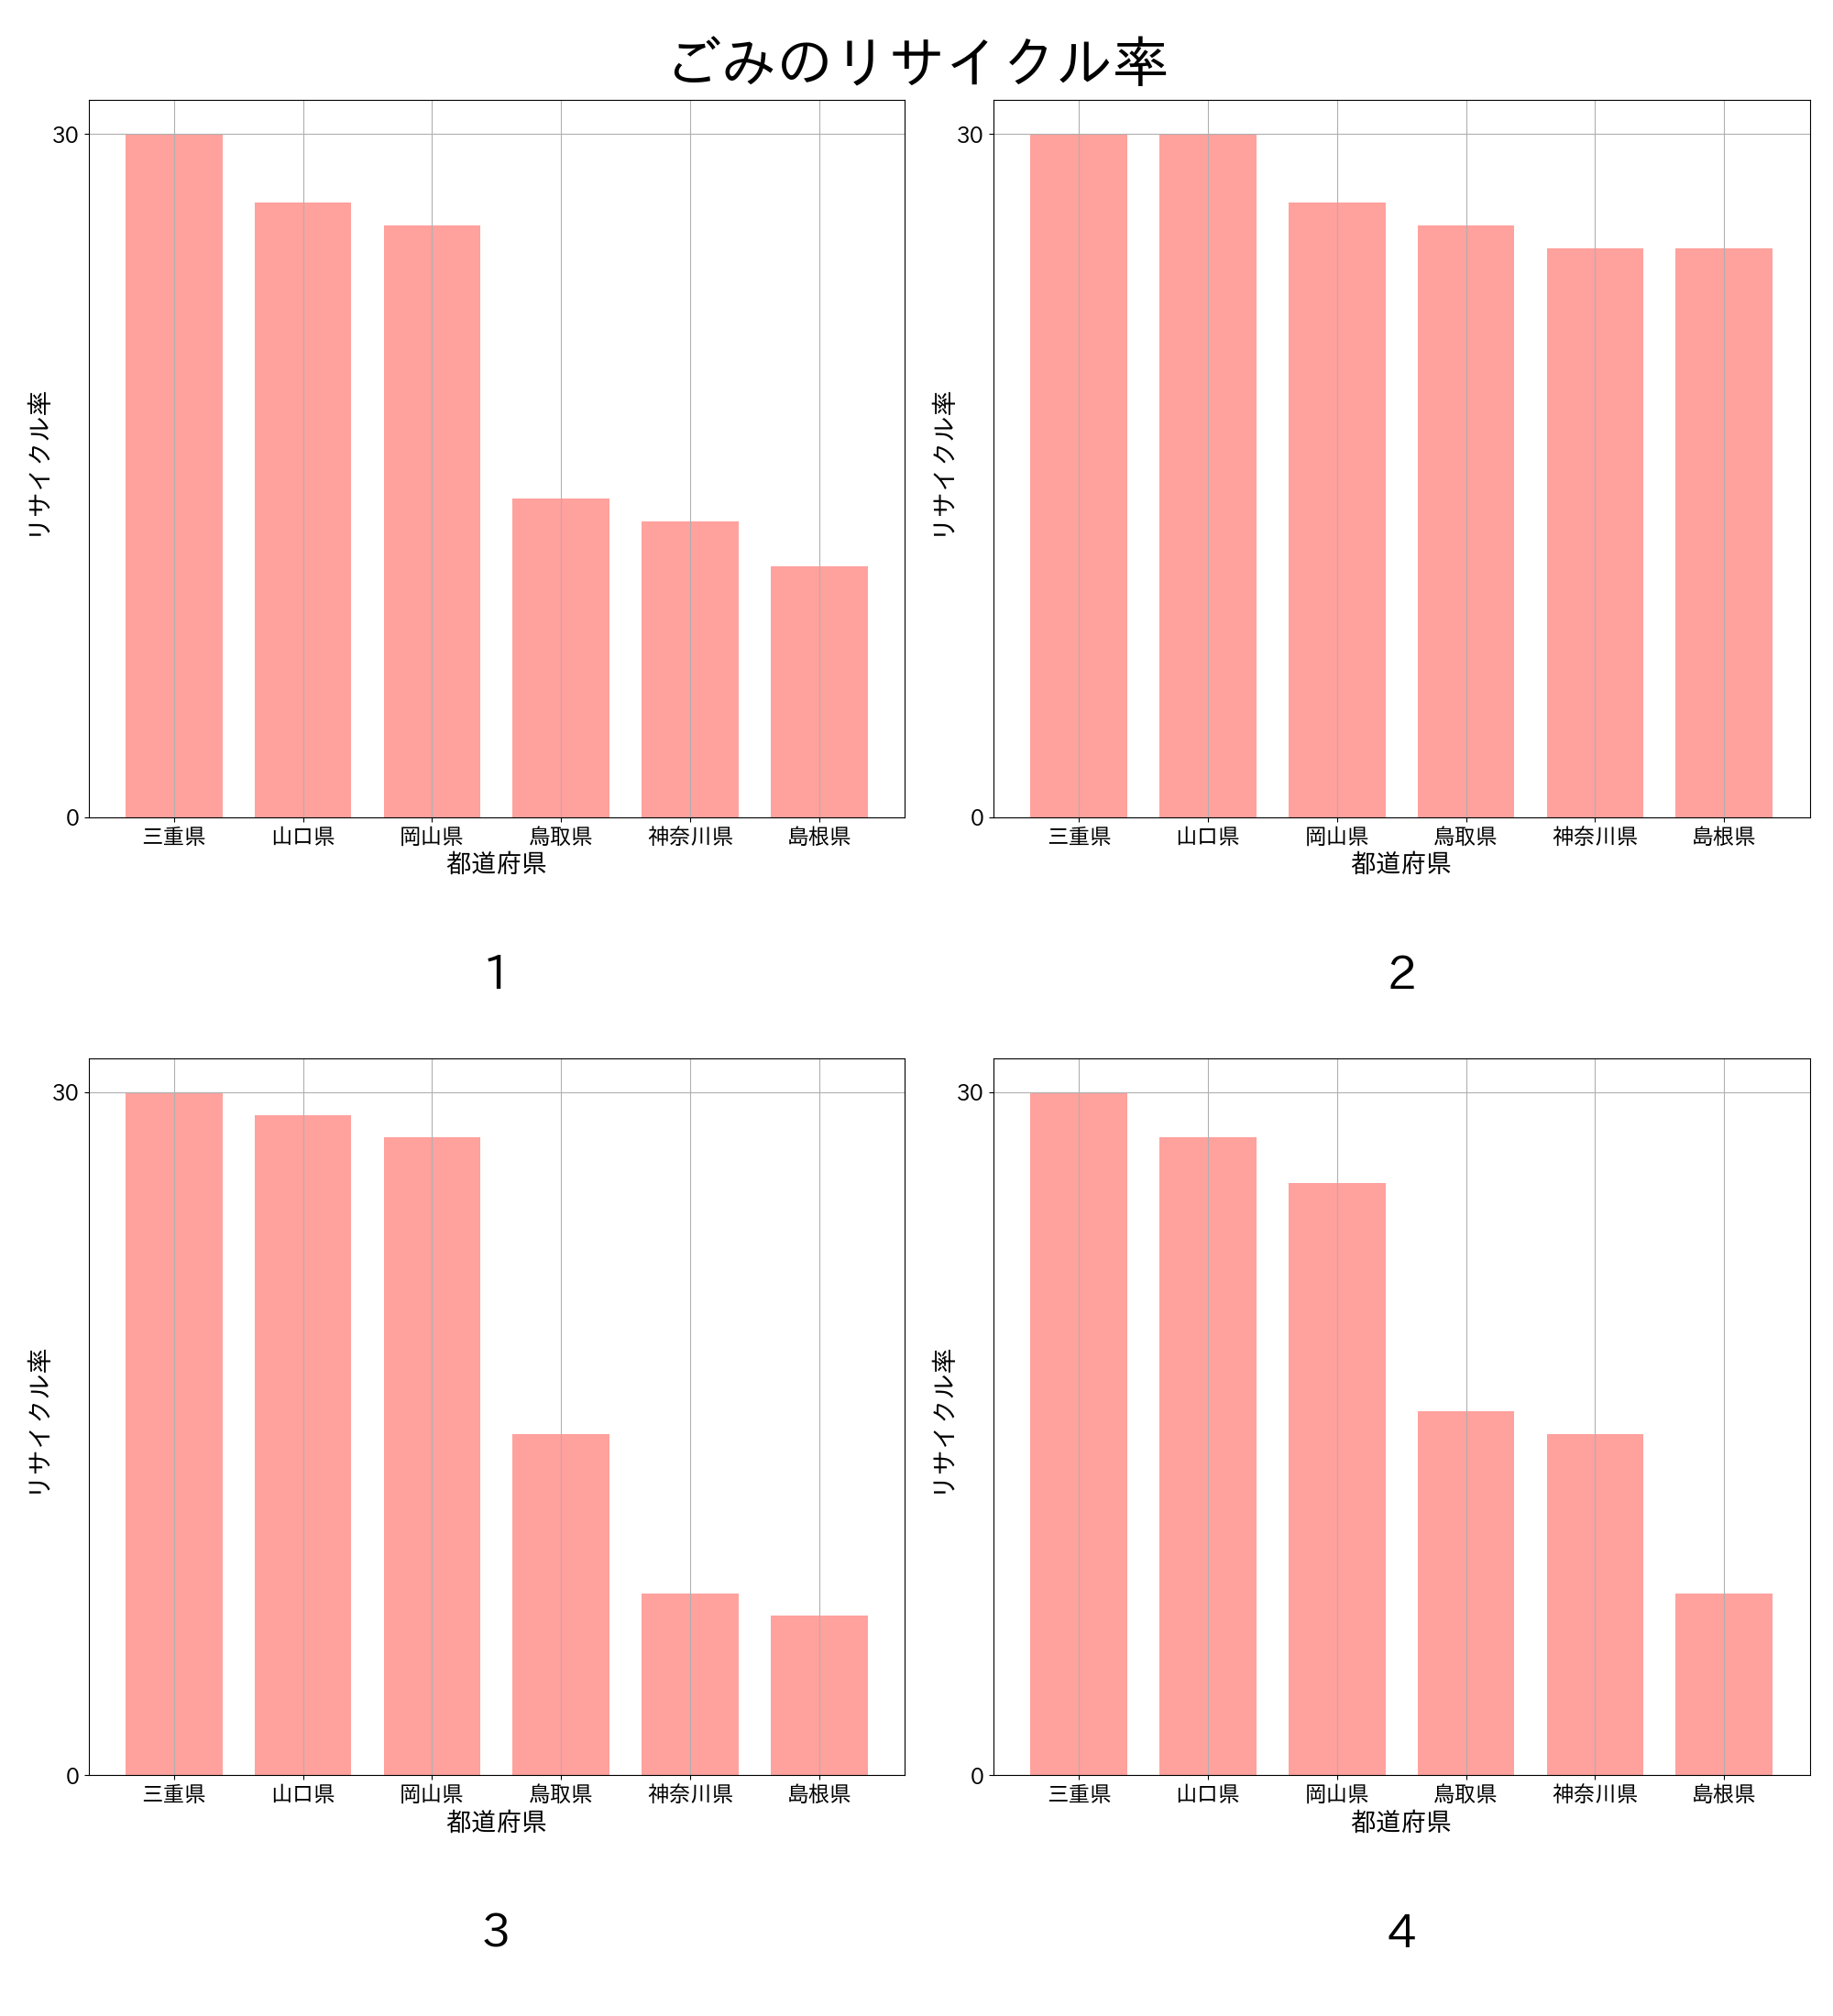 ごみのリサイクル率
30
0
リサイクル率
三重県 山口県 岡山県 鳥取県 神奈川県 島根県
都道府県
1
30
0
リサイクル率
三重県 山口県 岡山県 鳥取県 神奈川県 島根県
都道府県
2
30
0
リサイクル率
三重県 山口県 岡山県 鳥取県 神奈川県 島根県
都道府県
3
30
0
リサイクル率
三重県 山口県 岡山県 鳥取県 神奈川県 島根県
都道府県
4